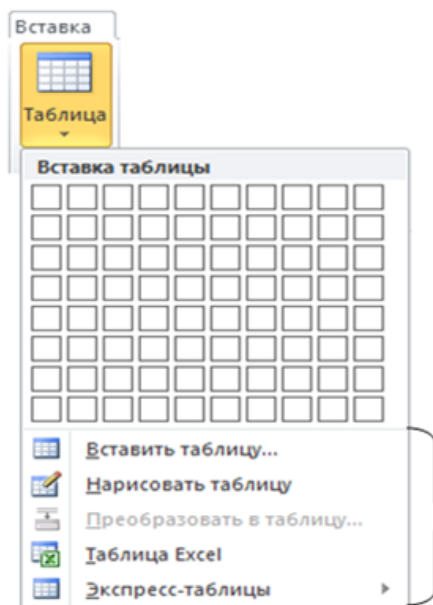 Вставка
Таблица
Вставка таблицы
Вставить таблицу...
Нарисовать таблицу
Преобразовать в таблицу...
Таблица Excel
Экспресс-таблицы